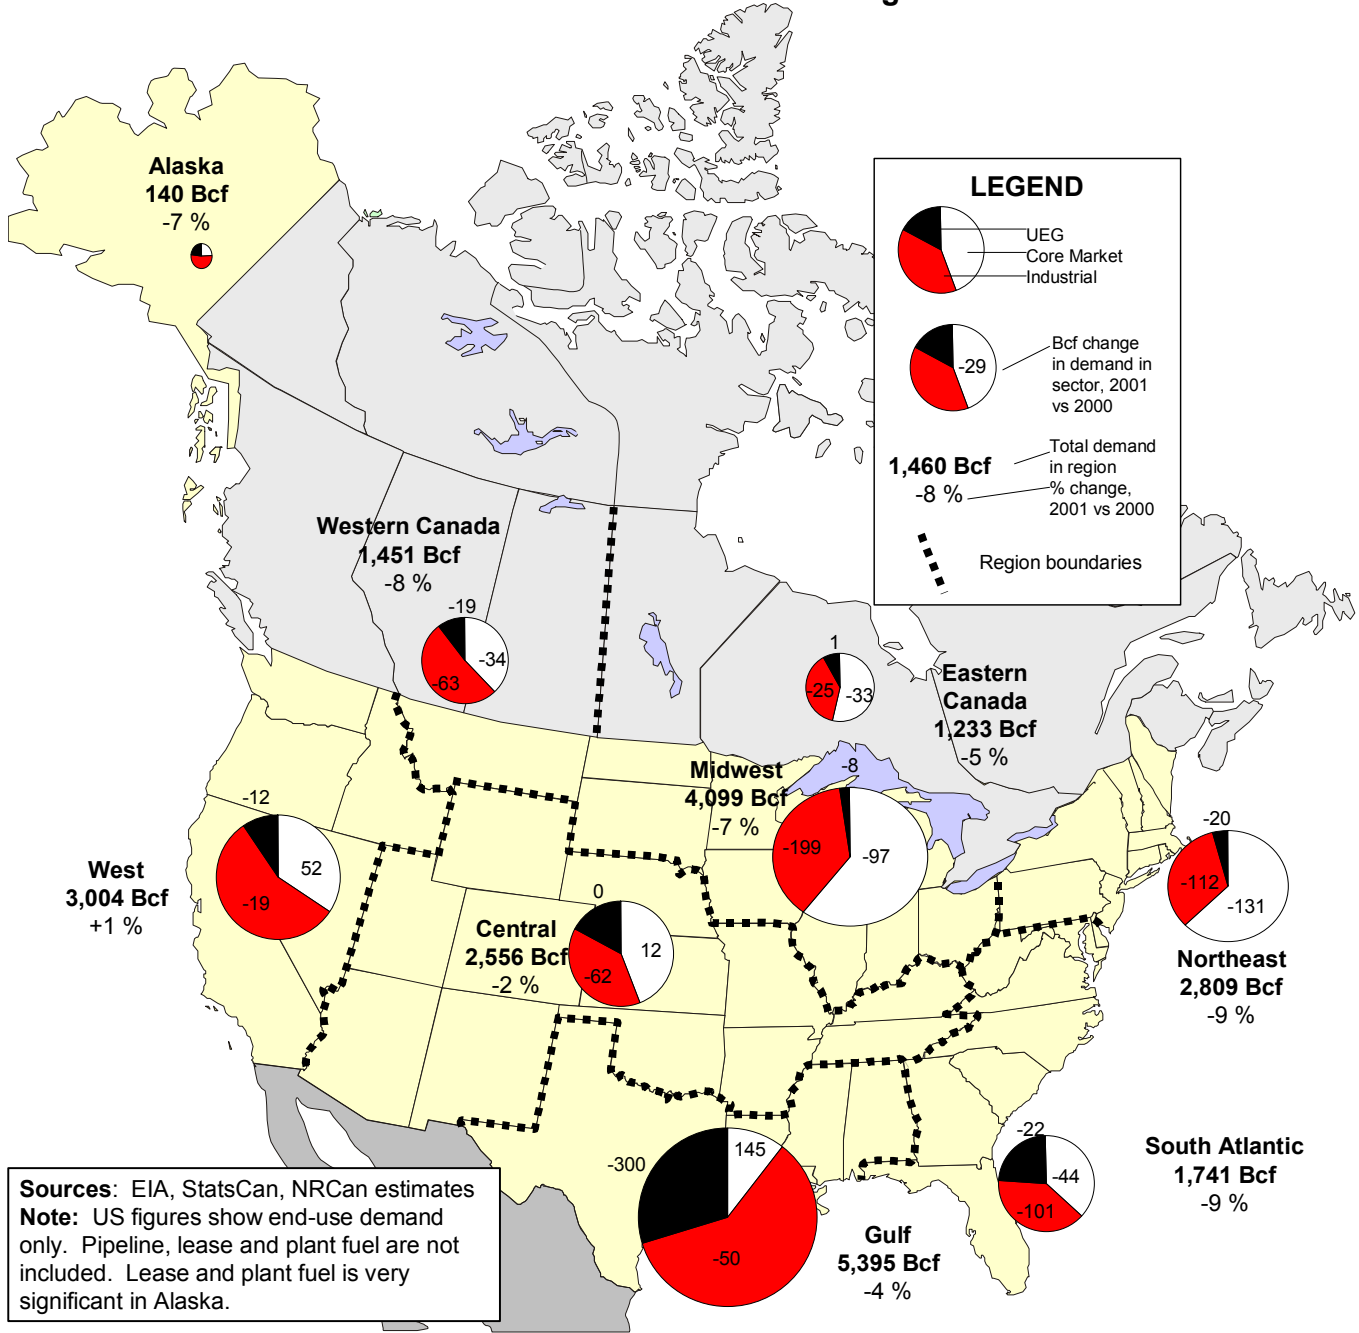 Alaska
140 Bcf
-7 %
LEGEND
UEG
Core Market
Industrial
-29
Bcf change
in demand in
sector, 2001
vs 2000
1,460 Bcf
-8 %
Total demand
in region
% change,
2001 vs 2000
Region boundaries
Western Canada
1,451 Bcf
-8 %
-19
-34
-63
1
-25
-33
Eastern
Canada
1,233 Bcf
-5 %
Midwest
4,099 Bcf
-7 %
-8
-199
-97
-12
52
-19
West
3,004 Bcf
+1 %
0
12
-62
Central
2,556 Bcf
-2 %
-20
-112
-131
Northeast
2,809 Bcf
-9 %
-300
145
-50
Gulf
5,395 Bcf
-4 %
-22
-44
-101
South Atlantic
1,741 Bcf
-9 %
Sources: EIA, StatsCan, NRCan estimates
Note: US figures show end-use demand
only. Pipeline, lease and plant fuel are not
included. Lease and plant fuel is very
significant in Alaska.